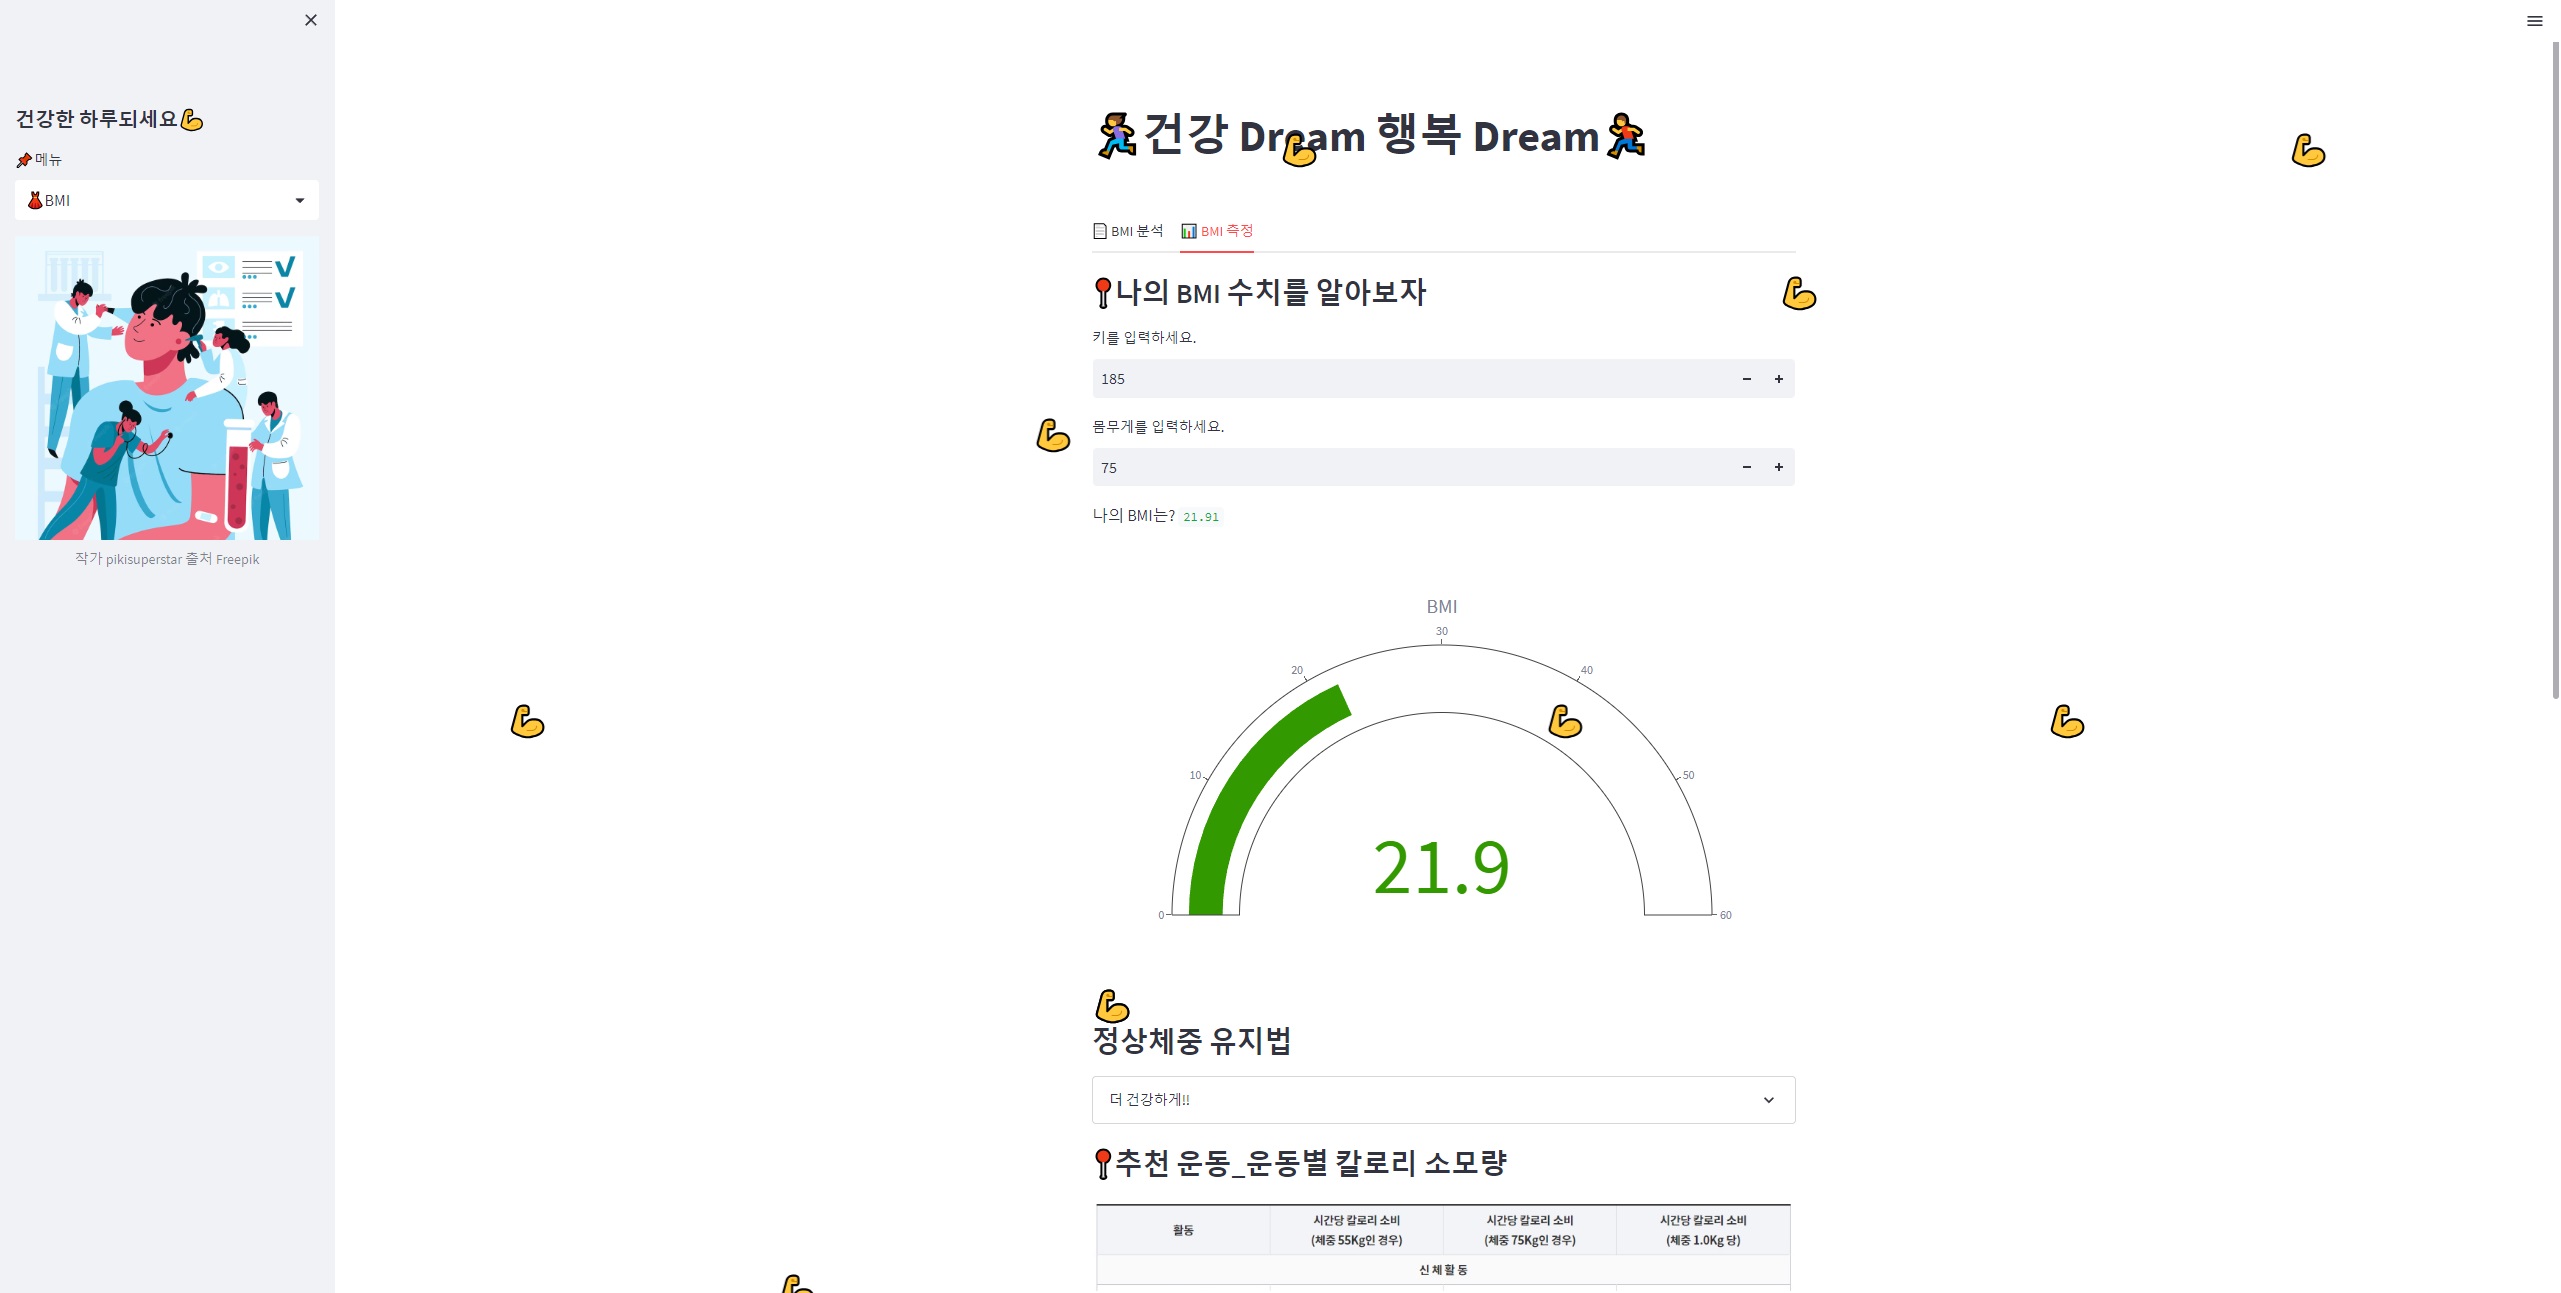 건강한 하루되세요💪
📌메뉴
👗BMI
작가 pikisuperstar 출처 Freepik
🏃‍♀️건강 Dream 행복 Dream🏃
📄 BMI 분석 📊 BMI 측정
📍나의 BMI 수치를 알아보자
키를 입력하세요.
185
몸무게를 입력하세요.
75
나의 BMI는? 21.91
BMI
30
20
40
10
50
21.9
0
60
정상체중 유지법
더 건강하게!!
📍추천 운동_운동별 칼로리 소모량
활동
시간당 칼로리 소비
(체중 55Kg인 경우)
시간당 칼로리 소비
(체중 75Kg인 경우)
시간당 칼로리 소비
(체중 1.0Kg 당)
신 체 활 동